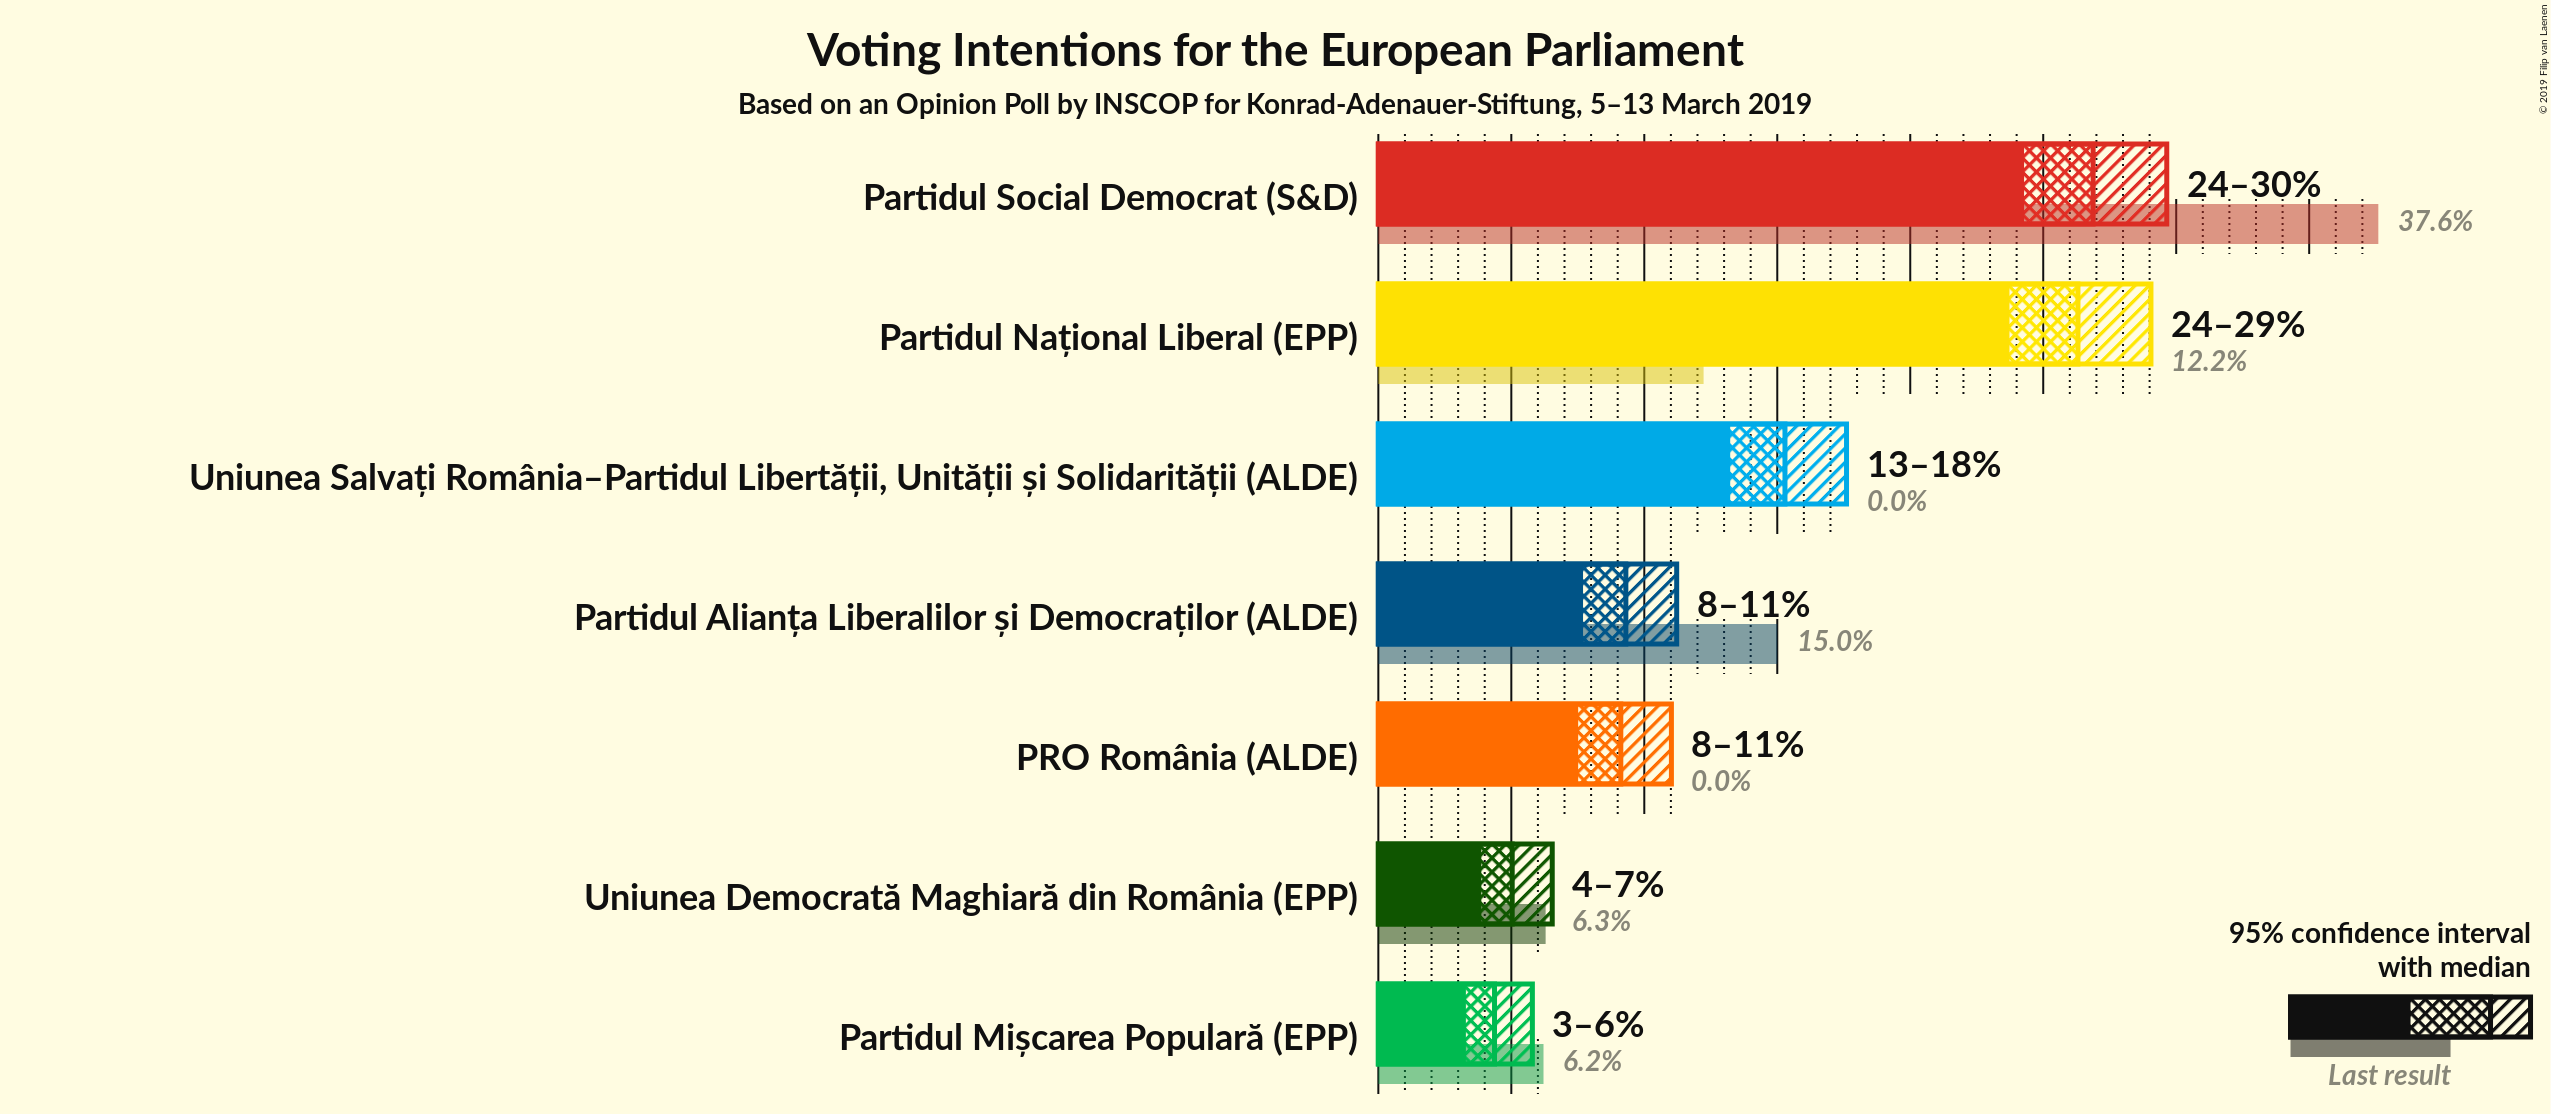 Voting Intentions for the European Parliament
Based on an Opinion Poll by INSCOP for Konrad-Adenauer-Stiftung, 5–13 March 2019
© 2019 Filip van Laenen
Partidul Social Democrat (S&D)
24–30%
37.6%
Partidul Național Liberal (EPP)
24–29%
12.2%
Uniunea Salvați România–Partidul Libertății, Unității și Solidarității (ALDE)
13–18%
0.0%
Partidul Alianța Liberalilor și Democraților (ALDE)
8–11%
15.0%
PRO România (ALDE)
8–11%
0.0%
Uniunea Democrată Maghiară din România (EPP)
4–7%
6.3%
Partidul Mișcarea Populară (EPP)
3–6%
6.2%
95% confidence interval
with median
Last result